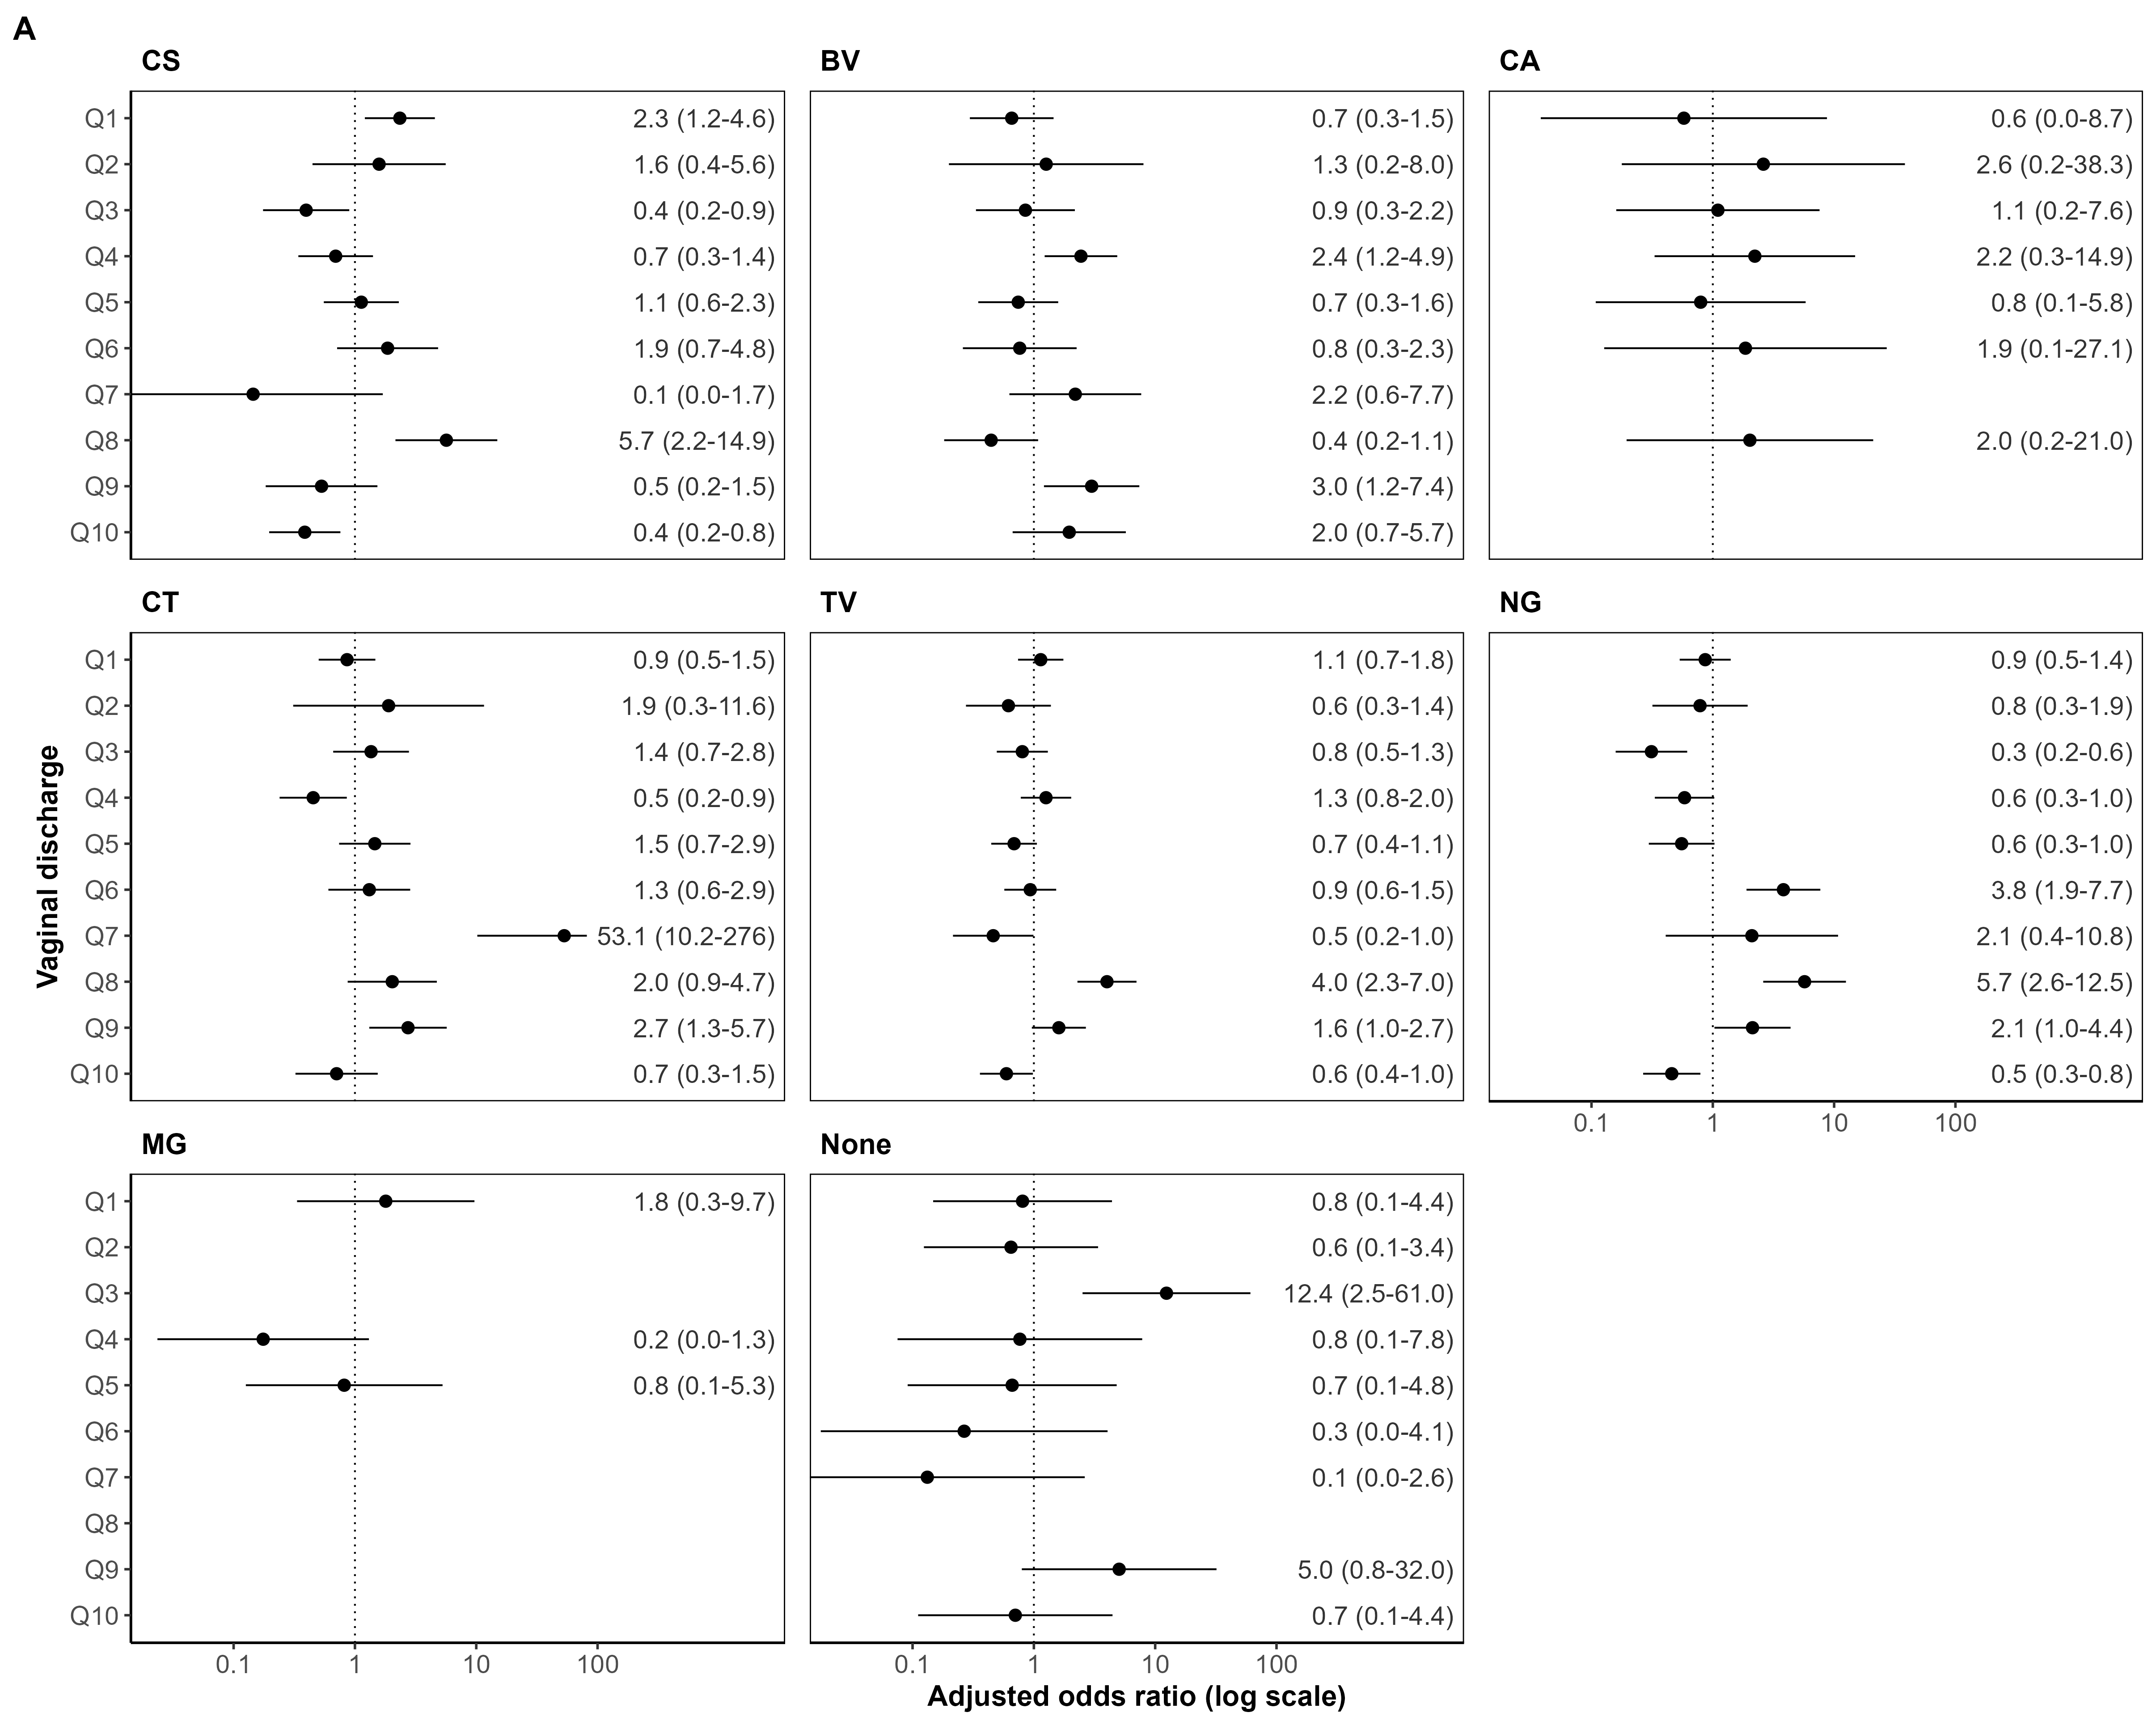 A
CS
Q1 2.3 (1.2-4.6)
Q2 1.6 (0.4-5.6)
Q3 0.4 (0.2-0.9)
Q4 0.7 (0.3-1.4)
Q5 1.1 (0.6-2.3)
Q6 1.9 (0.7-4.8)
Q7 0.1 (0.0-1.7)
Q8 5.7 (2.2-14.9)
Q9 0.5 (0.2-1.5)
Q10 0.4 (0.2-0.8)
BV
0.7 (0.3-1.5)
1.3 (0.2-8.0)
0.9 (0.3-2.2)
2.4 (1.2-4.9)
0.7 (0.3-1.6)
0.8 (0.3-2.3)
2.2 (0.6-7.7)
0.4 (0.2-1.1)
3.0 (1.2-7.4)
2.0 (0.7-5.7)
CA
0.6 (0.0-8.7)
2.6 (0.2-38.3)
1.1 (0.2-7.6)
2.2 (0.3-14.9)
0.8 (0.1-5.8)
1.9 (0.1-27.1)
2.0 (0.2-21.0)
Vaginal discharge
CT
Q1 0.9 (0.5-1.5)
Q2 1.9 (0.3-11.6)
Q3 1.4 (0.7-2.8)
Q4 0.5 (0.2-0.9)
Q5 1.5 (0.7-2.9)
Q6 1.3 (0.6-2.9)
Q7 53.1 (10.2-276)
Q8 2.0 (0.9-4.7)
Q9 2.7 (1.3-5.7)
Q10 0.7 (0.3-1.5)
TV
1.1 (0.7-1.8)
0.6 (0.3-1.4)
0.8 (0.5-1.3)
1.3 (0.8-2.0)
0.7 (0.4-1.1)
0.9 (0.6-1.5)
0.5 (0.2-1.0)
4.0 (2.3-7.0)
1.6 (1.0-2.7)
0.6 (0.4-1.0)
NG
0.9 (0.5-1.4)
0.8 (0.3-1.9)
0.3 (0.2-0.6)
0.6 (0.3-1.0)
0.6 (0.3-1.0)
3.8 (1.9-7.7)
2.1 (0.4-10.8)
5.7 (2.6-12.5)
2.1 (1.0-4.4)
0.5 (0.3-0.8)
0.1 1 10 100
MG
Q1 1.8 (0.3-9.7)
Q2
Q3
Q4 0.2 (0.0-1.3)
Q5 0.8 (0.1-5.3)
Q6
Q7
Q8
Q9
Q10
0.1 1 10 100
None
0.8 (0.1-4.4)
0.6 (0.1-3.4)
12.4 (2.5-61.0)
0.8 (0.1-7.8)
0.7 (0.1-4.8)
0.3 (0.0-4.1)
0.1 (0.0-2.6)
5.0 (0.8-32.0)
0.7 (0.1-4.4)
0.1 1 10 100
Adjusted odds ratio (log scale)